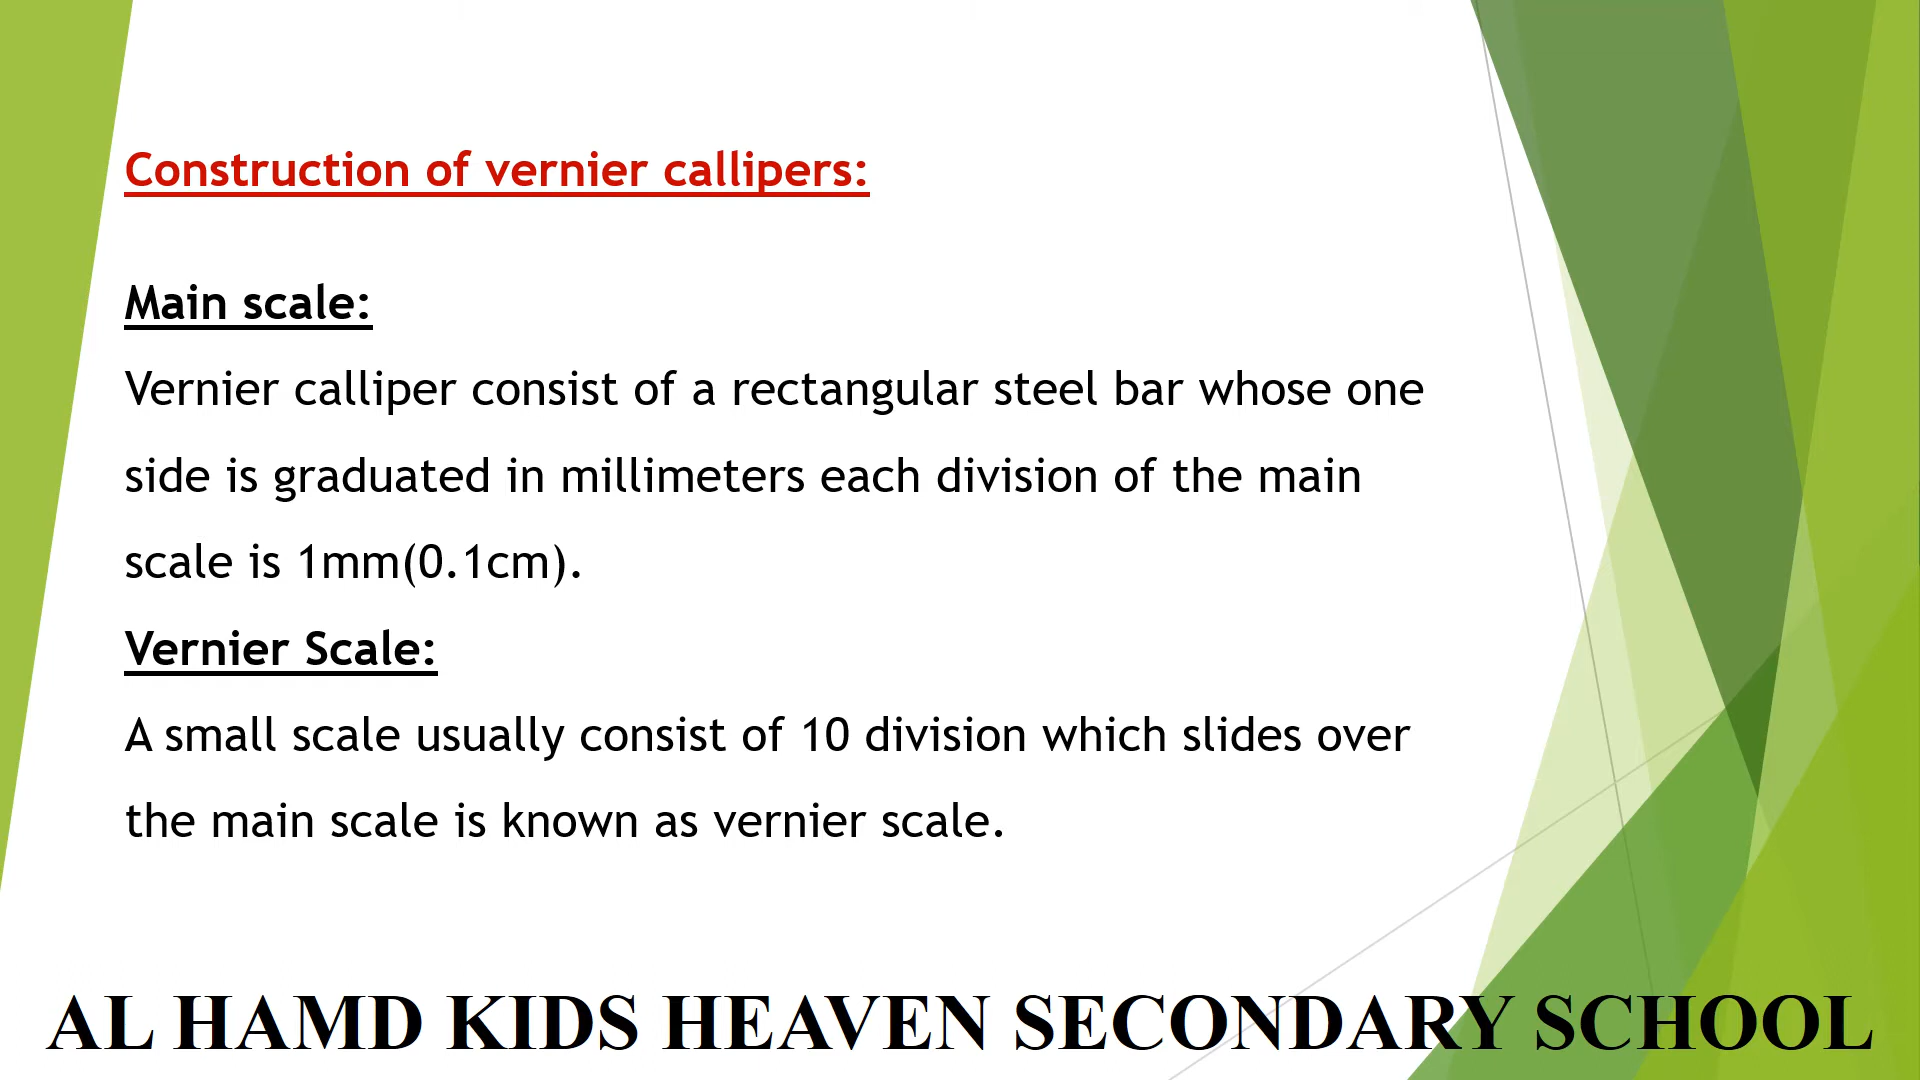 Construction of vernier callipers:
Main scale:
Vernier calliper consist of a rectangular steel bar whose one
side is graduated in millimeters each division of the main
scale is 1mm(0.1cm).
Vernier Scale:
A small scale usually consist of 10 division which slides over
the main scale is known as vernier scale.
AL HAMD KIDS HEAVEN SECONDARY SCHOOL